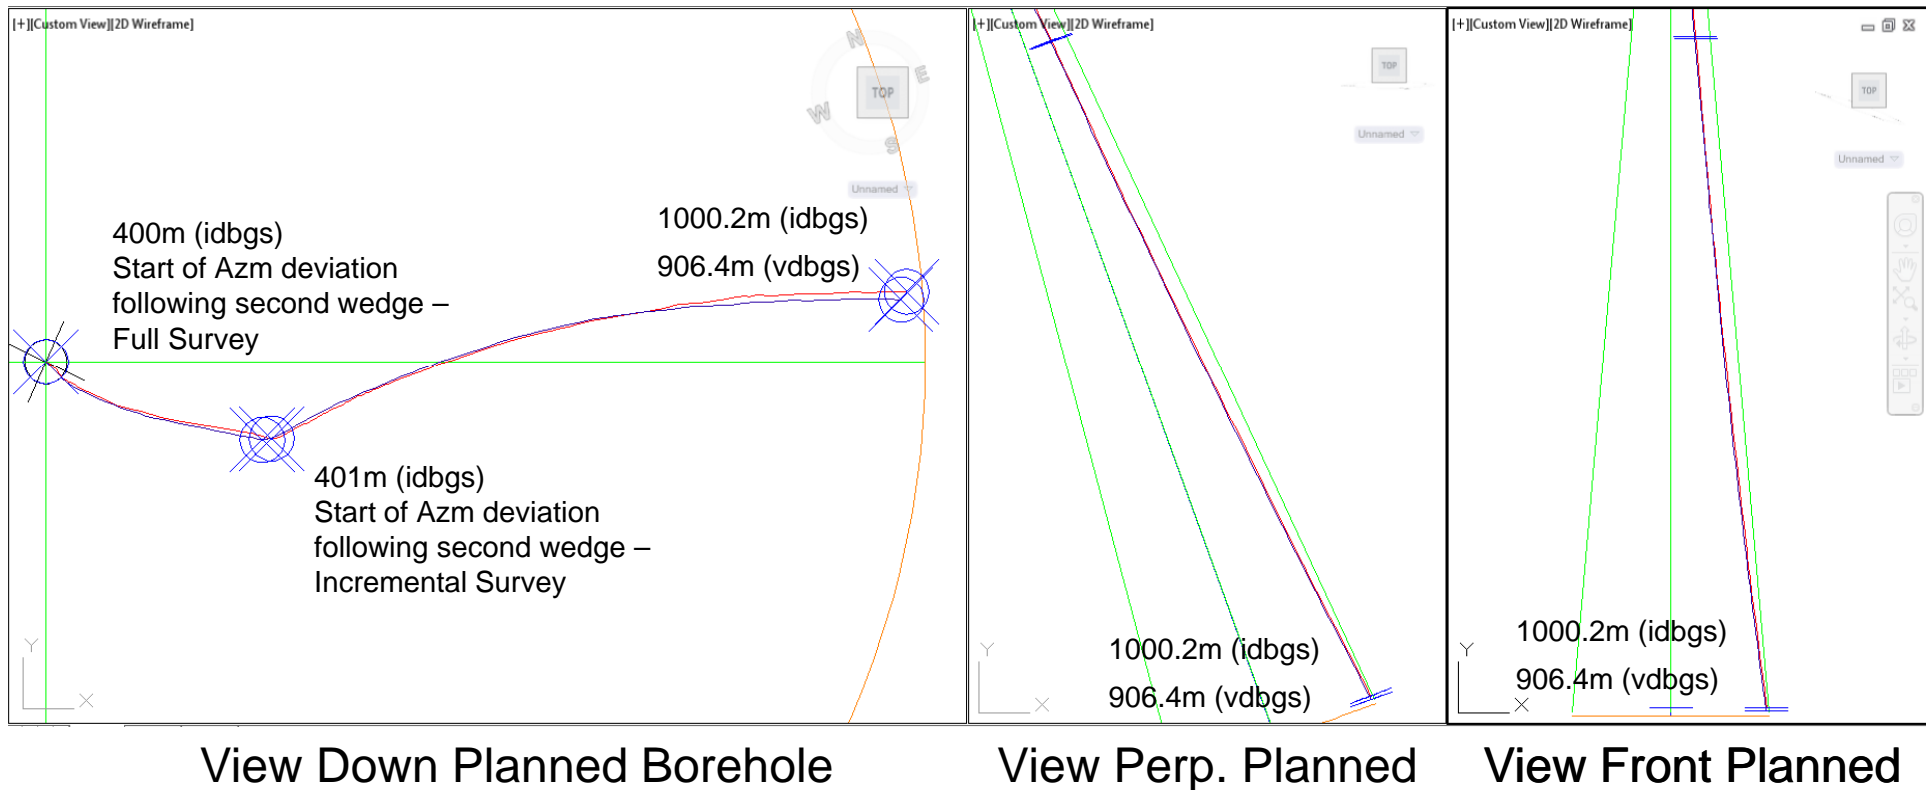 [+][Custom View][2D Wireframe]
N
E
TOP
W
S
Unnamed
400m (idbgs)
Start of Azm deviation
following second wedge –
Full Survey
1000.2m (idbgs)
906.4m (vdbgs)
401m (idbgs)
Start of Azm deviation
following second wedge –
Incremental Survey
Y
X
View Down Planned Borehole
[+][Custom View][2D Wireframe]
TOP
Unnamed
1000.2m (idbgs)
906.4m (vdbgs)
Y
X
View Perp. Planned
[+][Custom View][2D Wireframe]
TOP
Unnamed
1000.2m (idbgs)
906.4m (vdbgs)
Y
X
View Front Planned